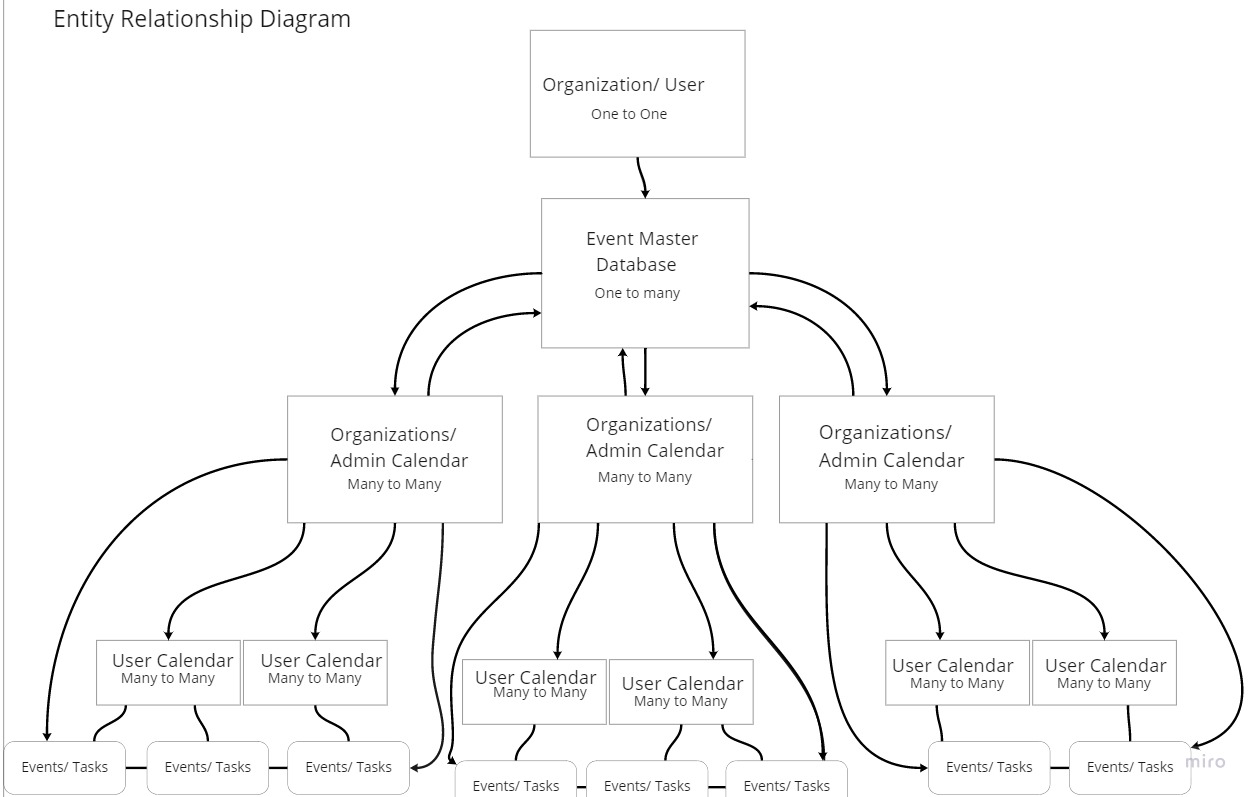 Entity Relationship Diagram
Organization/ User
One to One
Event Master
Database
One to many
Organizations/
Admin Calendar
Many to Many
Organizations/
Admin Calendar
Many to Many
Organizations/
Admin Calendar
Many to Many
User Calendar
Many to Many
User Calendar
Many to Many
User Calendar
Many to Many
User Calendar
Many to Many
User Calendar
Many to Many
User Calendar
Many to Many
Events/ Tasks
Events/ Tasks
Events/ Tasks
Events/ Tasks
Events/ Tasks
Events/ Tasks
Events/ Tasks
Events/ Tasks
miro